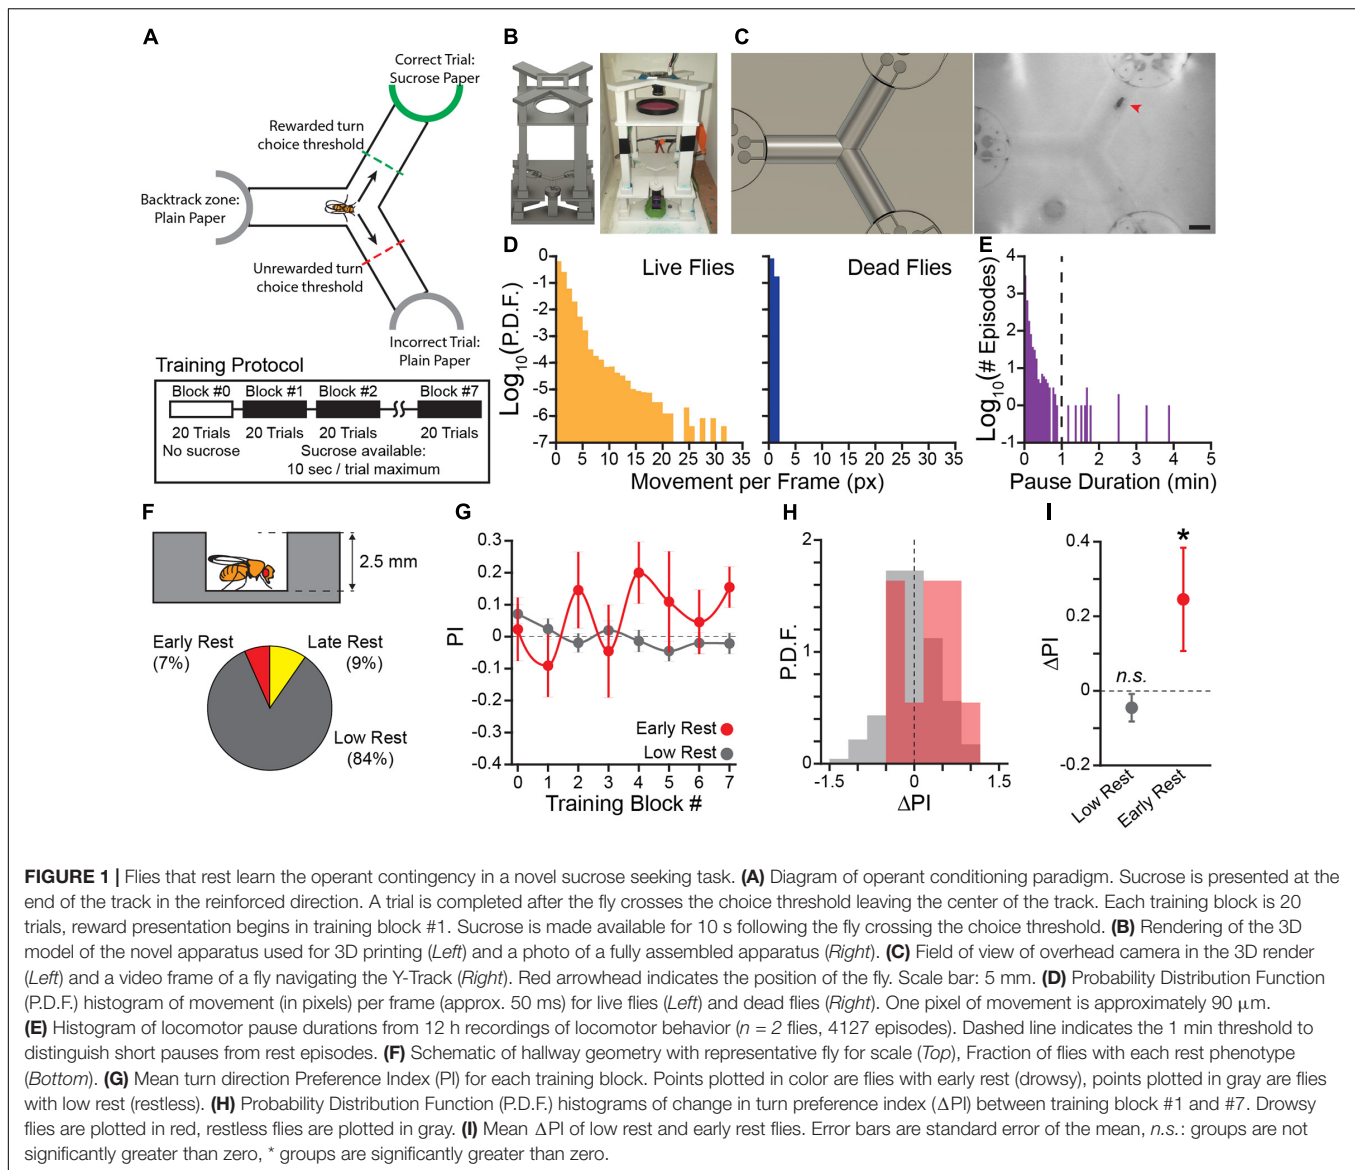 A
Correct Trial:
Sucrose Paper
Rewarded turn
choice threshold
Backtrack zone:
Plain Paper
Unrewarded turn
choice threshold
Incorrect Trial:
Plain Paper
Training Protocol
Block #0 Block #1 Block #2 Block #7
20 Trials 20 Trials 20 Trials 20 Trials
No sucrose Sucrose available:
10 sec / trial maximum
B
C
D
Live Flies Dead Flies
Log10(P.D.F.)
0
-1
-2
-3
-4
-5
-6
-7
0 5 10 15 20 25 30 35 0 5 10 15 20 25 30 35
Movement per Frame (px)
E
Log10(# Episodes)
4
3
2
1
0
-1
0 1 2 3 4 5
Pause Duration (min)
F
2.5 mm
Early Rest
(7%)
Late Rest
(9%)
Low Rest
(84%)
G
PI
0.3
0.2
0.1
0
-0.1
-0.2
-0.3
-0.4
Early Rest
Low Rest
0 1 2 3 4 5 6 7
Training Block #
H
P.D.F.
2
1
0
-1.5 0 1.5
ΔPI
I
ΔPI
0.4
0.2
0
-0.2
n.s.
*
Low Rest
Early Rest
FIGURE 1 | Flies that rest learn the operant contingency in a novel sucrose seeking task. (A) Diagram of operant conditioning paradigm. Sucrose is presented at the
end of the track in the reinforced direction. A trial is completed after the fly crosses the choice threshold leaving the center of the track. Each training block is 20
trials, reward presentation begins in training block #1. Sucrose is made available for 10 s following the fly crossing the choice threshold. (B) Rendering of the 3D
model of the novel apparatus used for 3D printing (Left) and a photo of a fully assembled apparatus (Right). (C) Field of view of overhead camera in the 3D render
(Left) and a video frame of a fly navigating the Y-Track (Right). Red arrowhead indicates the position of the fly. Scale bar: 5 mm. (D) Probability Distribution Function
(P.D.F.) histogram of movement (in pixels) per frame (approx. 50 ms) for live flies (Left) and dead flies (Right). One pixel of movement is approximately 90 μm.
(E) Histogram of locomotor pause durations from 12 h recordings of locomotor behavior (n = 2 flies, 4127 episodes). Dashed line indicates the 1 min threshold to
distinguish short pauses from rest episodes. (F) Schematic of hallway geometry with representative fly for scale (Top), Fraction of flies with each rest phenotype
(Bottom). (G) Mean turn direction Preference Index (PI) for each training block. Points plotted in color are flies with early rest (drowsy), points plotted in gray are flies
with low rest (restless). (H) Probability Distribution Function (P.D.F.) histograms of change in turn preference index (ΔPI) between training block #1 and #7. Drowsy
flies are plotted in red, restless flies are plotted in gray. (I) Mean ΔPI of low rest and early rest flies. Error bars are standard error of the mean, n.s.: groups are not
significantly greater than zero, * groups are significantly greater than zero.